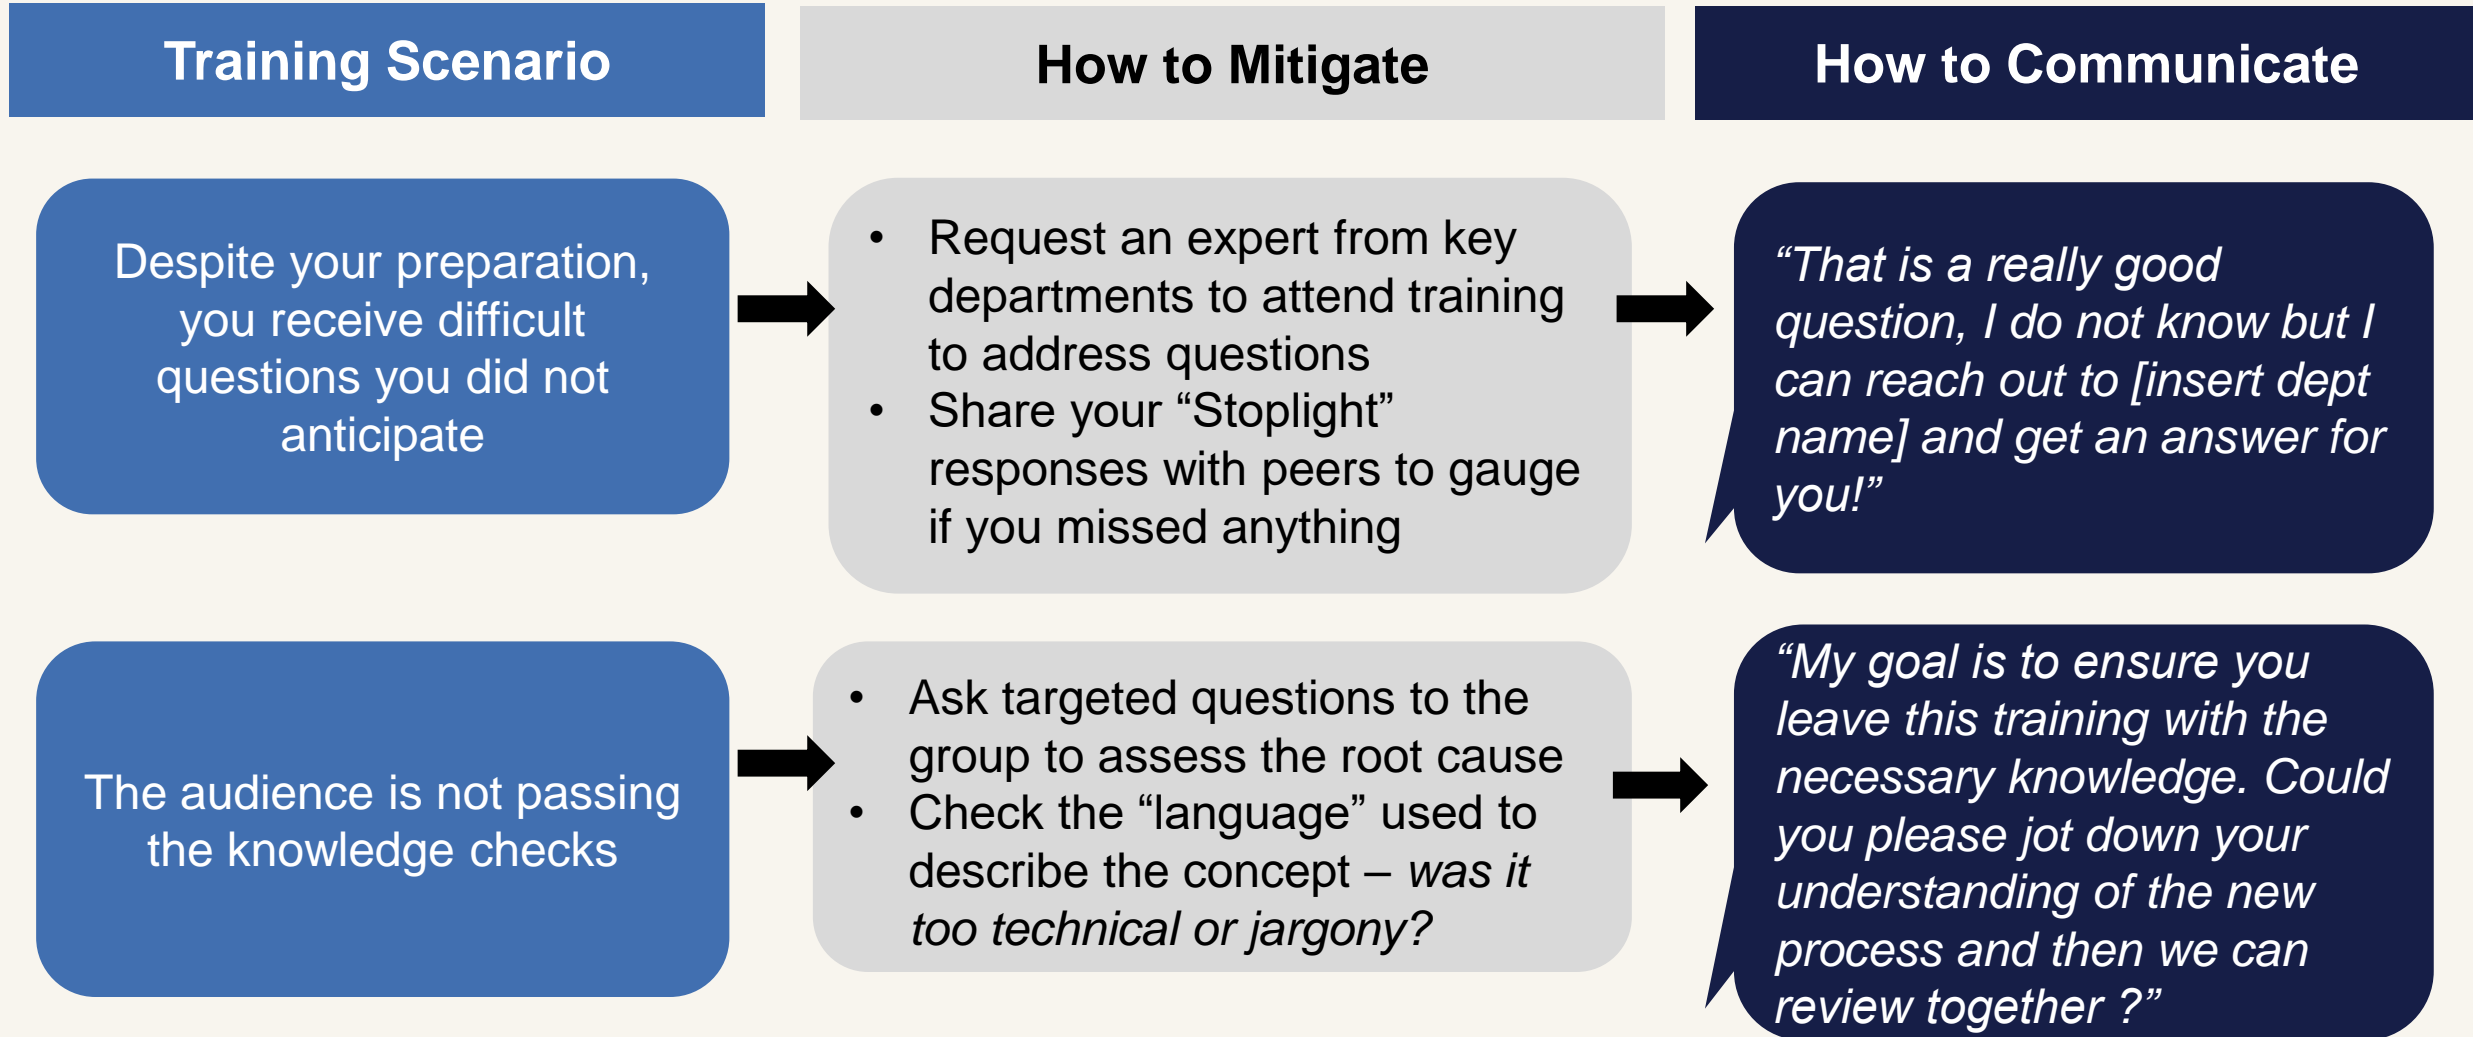 Training Scenario
How to Mitigate
How to Communicate
Despite your preparation,
you receive difficult
questions you did not
anticipate
• Request an expert from key
departments to attend training
to address questions
• Share your “Stoplight”
responses with peers to gauge
if you missed anything
“That is a really good
question, I do not know but I
can reach out to [insert dept
name] and get an answer for
you!”
The audience is not passing
the knowledge checks
• Ask targeted questions to the
group to assess the root cause
• Check the “language” used to
describe the concept – was it
too technical or jargony?
“My goal is to ensure you
leave this training with the
necessary knowledge. Could
you please jot down your
understanding of the new
process and then we can
review together ?”